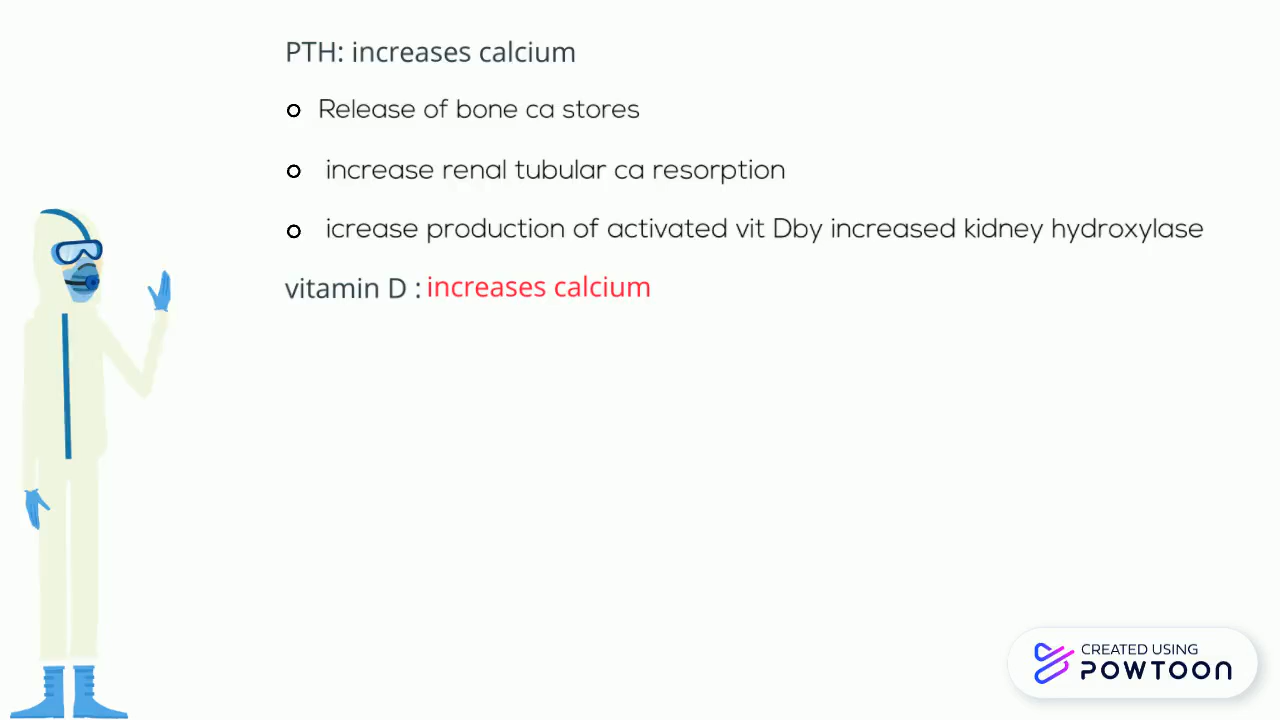 PTH: increases calcium
Release of bone ca stores
increase renal tubular ca resorption
icrease production of activated vit Dby increased kidney hydroxylase
vitamin D : increases calcium
CREATED USING
POWTOON